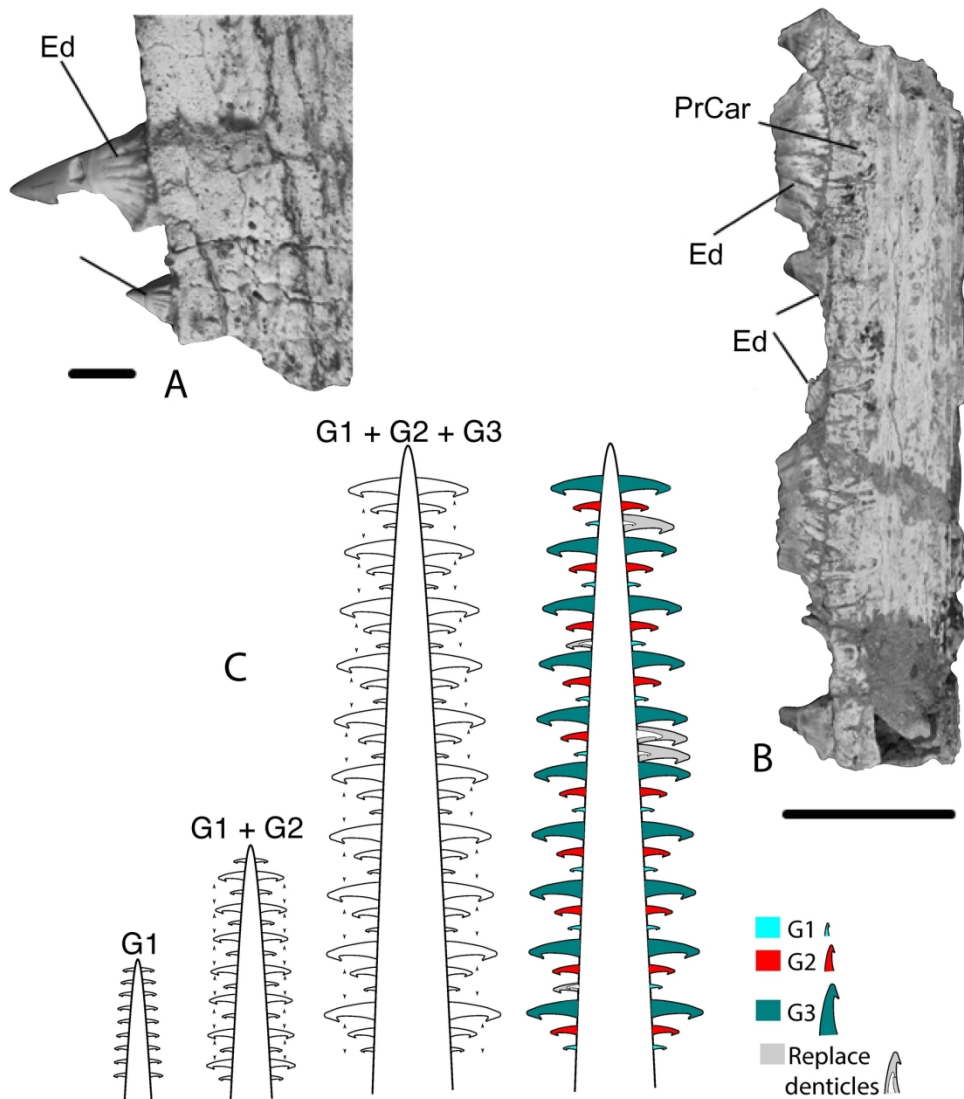 Ed
A
PrCar
Ed
Ed
B
G1 + G2 + G3
C
G1 + G2
G1
G1
G2
G3
Replace
denticles